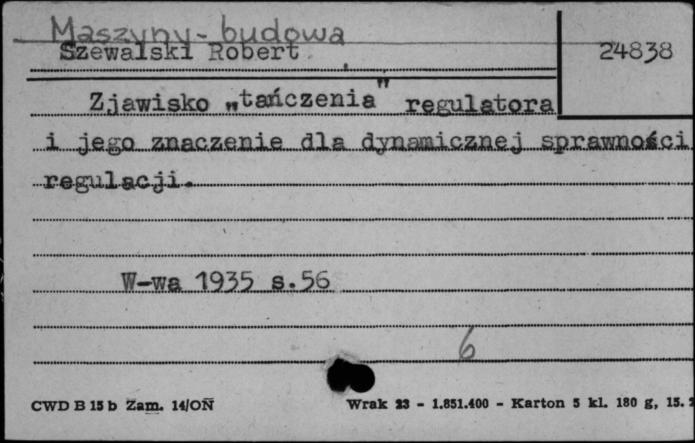 Maszyny-budowa
Szewalski Robert
24838
Zjawisko „tańczenia" regulatora
i jego znaczenie dla dynamicznej sprawności
regulacji.
W-wa 1935 s.56
6
CWD B 15 b Zam. 14/ON
Wrak 23 - 1.851.400 - Karton 5 kl. 180 g, 15.